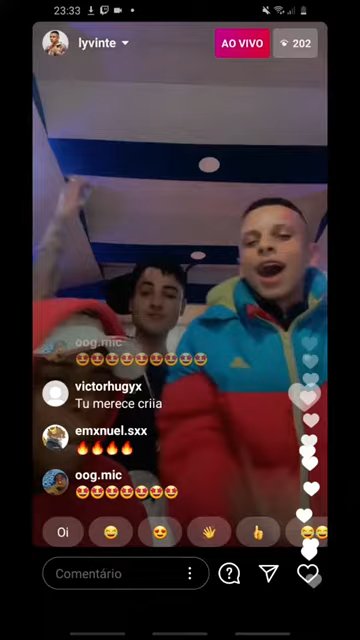 23:33
lyvinte
AO VIVO
202
oog.mic
🤩🤩🤩🤩🤩🤩🤩🤩🤩
victorhugyx
Tu merece criia
emxnuel.sxx
🔥🔥🔥🔥
oog.mic
🤩🤩🤩🤩🤩🤩🤩
Oi
Comentário